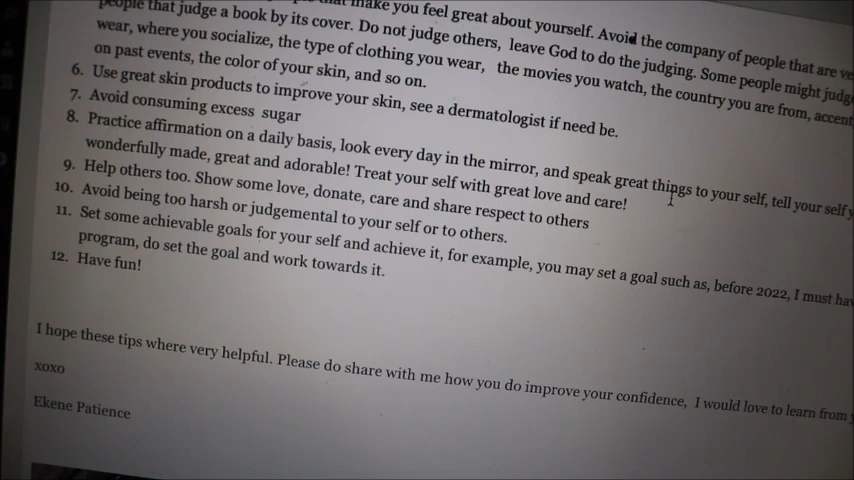 make you feel great about yourself. Avoid the company of people that are
people that judge a book by its cover. Do not judge others, leave God to do the judging. Some people might judge
wear, where you socialize, the type of clothing you wear, the movies you watch, the country you are from, accent,
on past events, the color of your skin, and so on.
6. Use great skin products to improve your skin, see a dermatologist if need be.
7. Avoid consuming excess sugar
8. Practice affirmation on a daily basis, look every day in the mirror, and speak great things to your self, tell your self
wonderfully made, great and adorable! Treat your self with great love and care!
9. Help others too. Show some love, donate, care and share respect to others
10. Avoid being too harsh or judgemental to your self or to others.
11. Set some achievable goals for your self and achieve it, for example, you may set a goal such as, before 2022, I must
program, do set the goal and work towards it.
12. Have fun!
I hope these tips where very helpful. Please do share with me how you do improve your confidence, I would love to learn from
xoxo
Ekene Patience